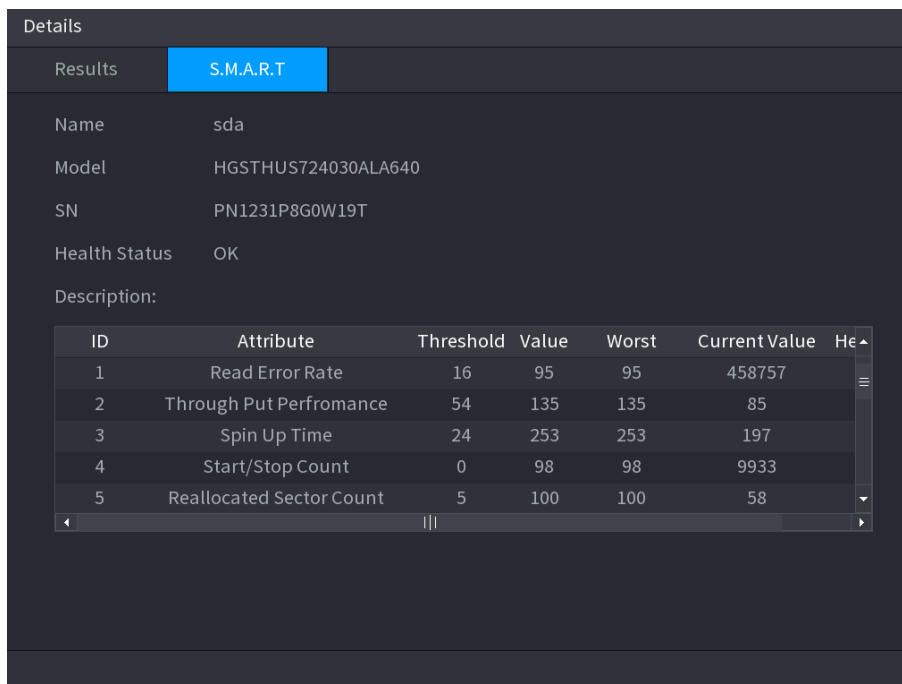 Details
Results S.M.A.R.T
Name sda
Model HGSTHUS724030ALA640
SN PN1231P8G0W19T
Health Status OK
Description:
ID Attribute Threshold Value Worst Current Value He
1 Read Error Rate 16 95 95 458757
2 Through Put Perfromance 54 135 135 85
3 Spin Up Time 24 253 253 197
4 Start/Stop Count 0 98 98 9933
5 Reallocated Sector Count 5 100 100 58